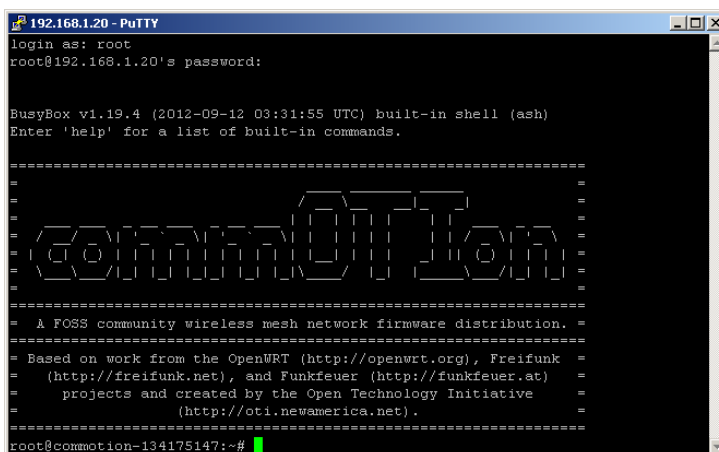 192.168.1.20 - PuTTY
login as: root
root@192.168.1.20's password:
BusyBox v1.19.4 (2012-09-12 03:31:55 UTC) built-in shell (ash)
Enter 'help' for a list of built-in commands.
commOTIon
= A FOSS community wireless mesh network firmware distribution. =
= Based on work from the OpenWRT (http://openwrt.org), Freifunk =
= (http://freifunk.net), and Funkfeuer (http://funkfeuer.at) =
= projects and created by the Open Technology Initiative =
= (http://oti.newamerica.net). =
root@commotion-134175147:~#